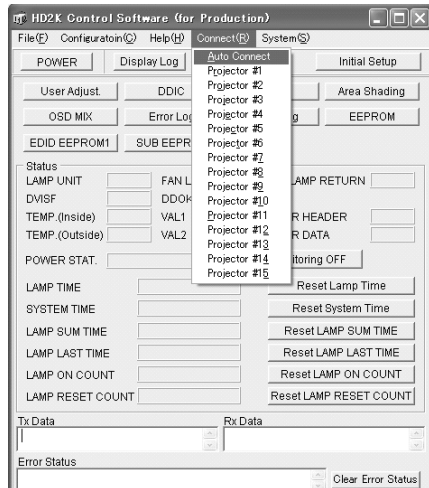 HD2K Control Software (for Production)
File(F) Configuratoin(C) Help(H) Connect(R) System(S)
Auto Connect
Projector #1
Projector #2
Projector #3
Projector #4
Projector #5
Projector #6
Projector #7
Projector #8
Projector #9
Projector #10
Projector #11
Projector #12
Projector #13
Projector #14
Projector #15
POWER Display Log Initial Setup
User Adjust. DDIC Area Shading
OSD MIX Error Log EEPROM
EDID EEPROM1 SUB EEPR
Status
LAMP UNIT FAN L LAMP RETURN
DVISF DDOK
TEMP.(Inside) VAL1 R HEADER
TEMP.(Outside) VAL2 R DATA
POWER STAT. itoring OFF
LAMP TIME Reset Lamp Time
SYSTEM TIME Reset System Time
LAMP SUM TIME Reset LAMP SUM TIME
LAMP LAST TIME Reset LAMP LAST TIME
LAMP ON COUNT Reset LAMP ON COUNT
LAMP RESET COUNT Reset LAMP RESET COUNT
Tx Data Rx Data
Error Status
Clear Error Status